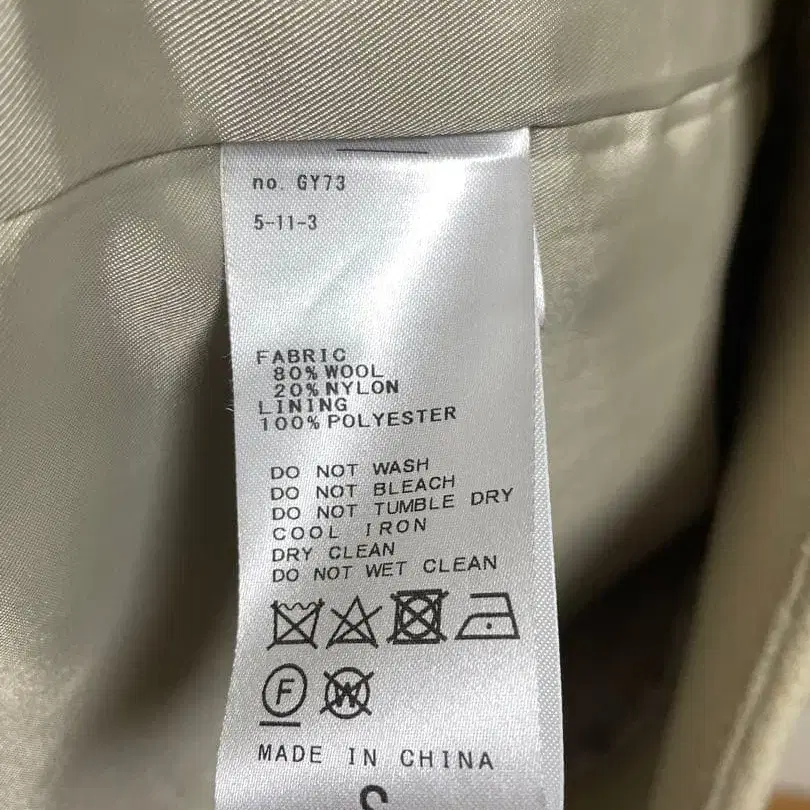 no. GY73
5-11-3
FABRIC
80% WOOL
20% NYLON
LINING
100% POLYESTER
DO NOT WASH
DO NOT BLEACH
DO NOT TUMBLE DRY
COOL IRON
DRY CLEAN
DO NOT WET CLEAN
F W
MADE IN CHINA